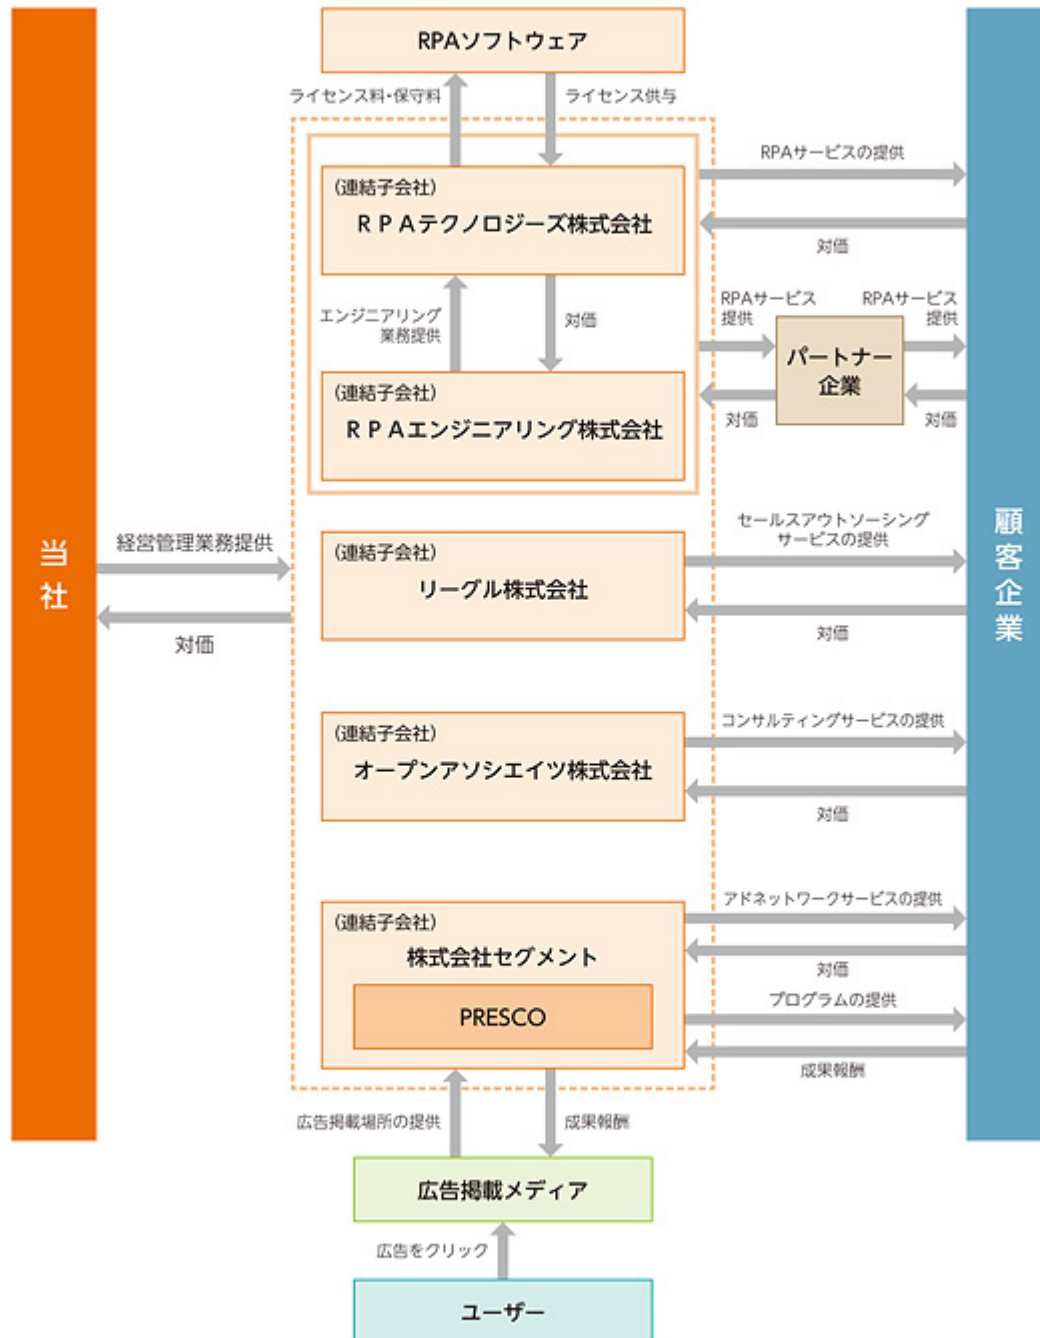 RPAソフトウェア
ライセンス料・保守料
ライセンス供与
(連結子会社)
RPAテクノロジーズ株式会社
RPAサービスの提供
対価
エンジニアリング
業務提供
対価
RPAサービス
提供
RPAサービス
提供
パートナー
企業
対価
対価
(連結子会社)
RPAエンジニアリング株式会社
当社
経営管理業務提供
対価
顧客企業
(連結子会社)
リーグル株式会社
セールスアウトソーシング
サービスの提供
対価
(連結子会社)
オープンアソシエイツ株式会社
コンサルティングサービスの提供
対価
(連結子会社)
株式会社セグメント
PRESCO
アドネットワークサービスの提供
対価
プログラムの提供
成果報酬
広告掲載場所の提供
成果報酬
広告掲載メディア
広告をクリック
ユーザー